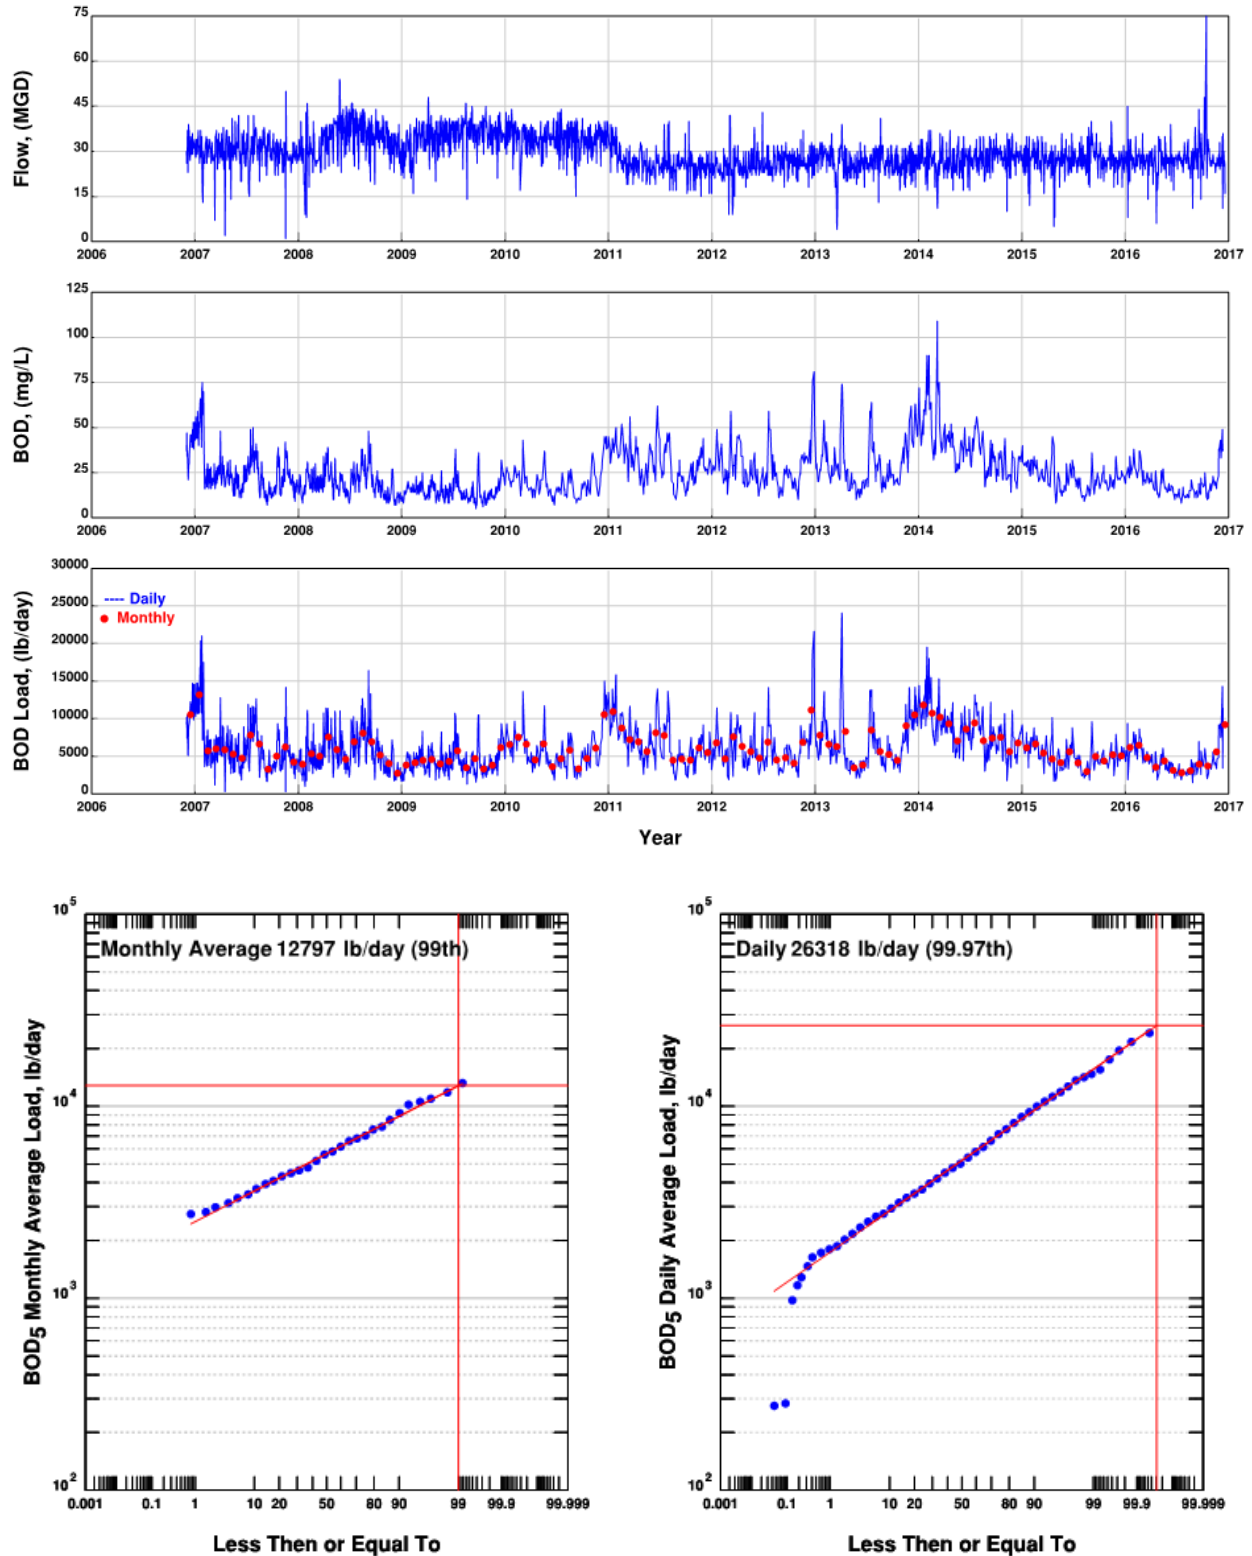 Flow, (MGD)
75
60
45
30
15
0
2006 2007 2008 2009 2010 2011 2012 2013 2014 2015 2016 2017
BOD, (mg/L)
125
100
75
50
25
0
2006 2007 2008 2009 2010 2011 2012 2013 2014 2015 2016 2017
BOD Load, (lb/day)
30000
25000
20000
15000
10000
5000
0
---- Daily
Monthly
2006 2007 2008 2009 2010 2011 2012 2013 2014 2015 2016 2017
Year
BOD5 Monthly Average Load, lb/day
10^5
10^4
10^3
10^2
Monthly Average 12797 lb/day (99th)
0.001 0.1 1 10 20 50 80 90 99 99.9 99.999
Less Then or Equal To
BOD5 Daily Average Load, lb/day
10^5
10^4
10^3
10^2
Daily 26318 lb/day (99.97th)
0.001 0.1 1 10 20 50 80 90 99 99.9 99.999
Less Then or Equal To